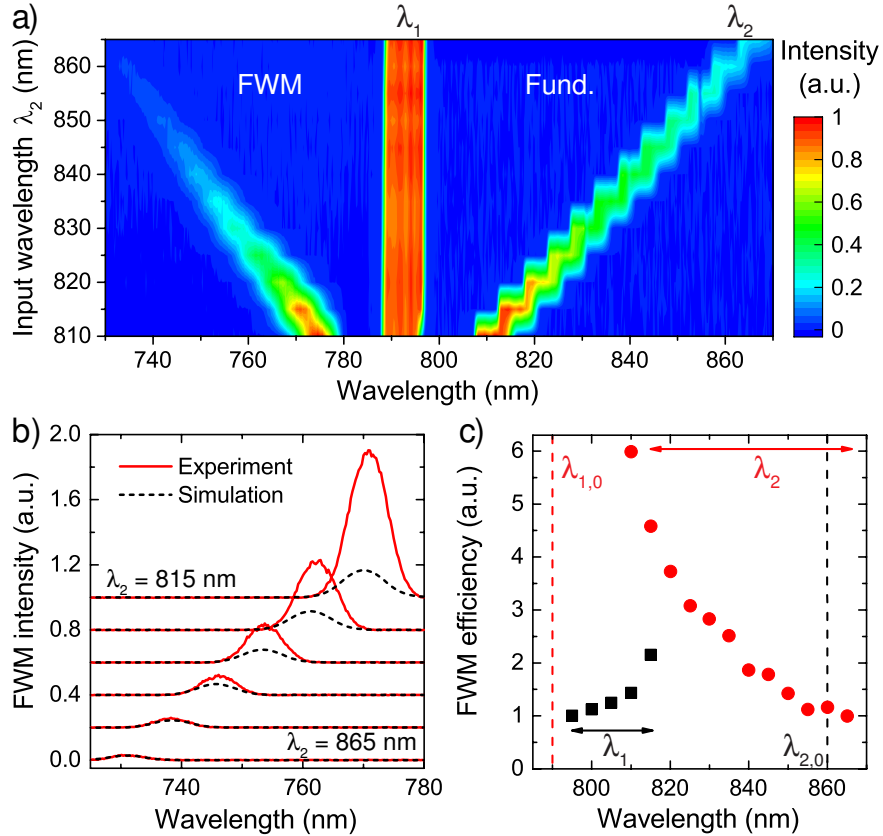 a)
λ1
λ2
Intensity
(a.u.)
FWM
Fund.
Input wavelength λ2 (nm)
860
850
840
830
820
810
1
0.8
0.6
0.4
0.2
0
740
760
780
800
820
840
860
Wavelength (nm)
b)
FWM intensity (a.u.)
2.0
1.6
1.2
0.8
0.4
0.0
Experiment
Simulation
λ2 = 815 nm
λ2 = 865 nm
740
760
780
Wavelength (nm)
c)
FWM efficiency (a.u.)
6
5
4
3
2
1
0
λ1,0
λ2
λ1
λ2,0
800
820
840
860
Wavelength (nm)